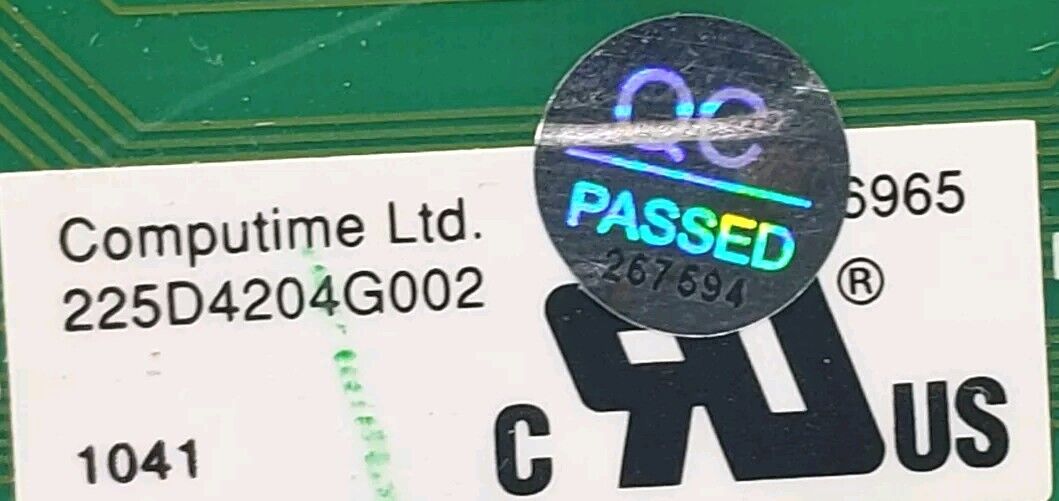 QC
PASSED
267694
Computime Ltd.
6965
225D4204G002
®
1041
C
US